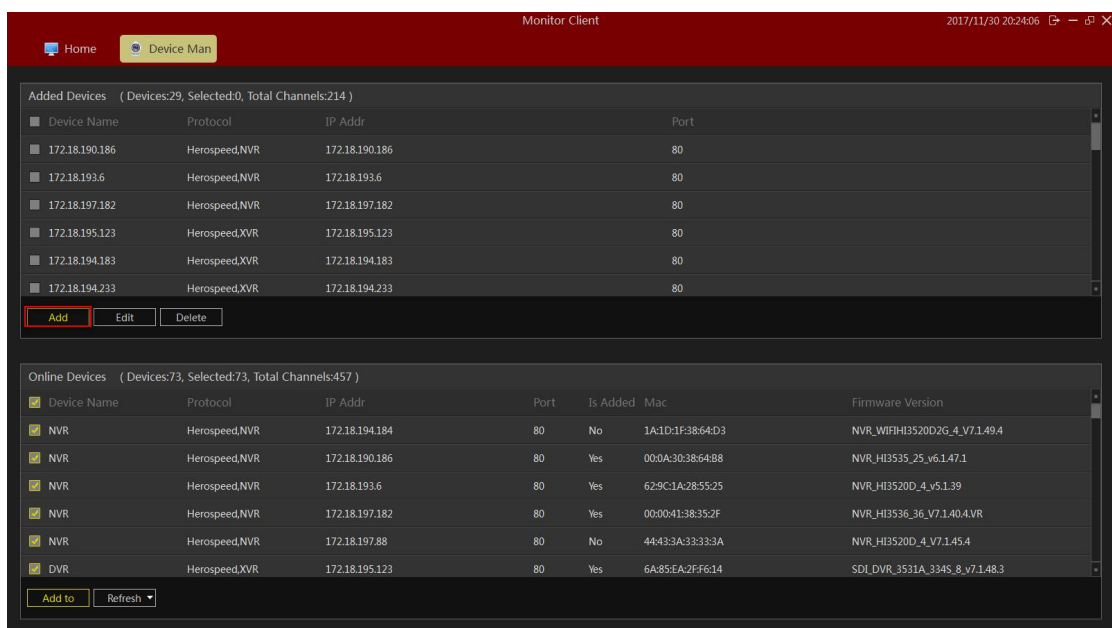 Monitor Client 2017/11/30 20:24:06
Home Device Man
Added Devices ( Devices:29, Selected:0, Total Channels:214 )
Device Name Protocol IP Addr Port
172.18.190.186 Herospeed,NVR 172.18.190.186 80
172.18.193.6 Herospeed,NVR 172.18.193.6 80
172.18.197.182 Herospeed,NVR 172.18.197.182 80
172.18.195.123 Herospeed,XVR 172.18.195.123 80
172.18.194.183 Herospeed,XVR 172.18.194.183 80
172.18.194.233 Herospeed,XVR 172.18.194.233 80
Add Edit Delete
Online Devices ( Devices:73, Selected:73, Total Channels:457 )
Device Name Protocol IP Addr Port Is Added Mac Firmware Version
NVR Herospeed,NVR 172.18.194.184 80 No 1A:1D:1F:38:64:D3 NVR_WIFIHI3520D2G_4_V7.1.49.4
NVR Herospeed,NVR 172.18.190.186 80 Yes 00:0A:30:38:64:B8 NVR_HI3535_25_v6.1.47.1
NVR Herospeed,NVR 172.18.193.6 80 Yes 62:9C:1A:28:55:25 NVR_HI3520D_4_v5.1.39
NVR Herospeed,NVR 172.18.197.182 80 Yes 00:00:41:38:35:2F NVR_HI3536_36_V7.1.40.4.VR
NVR Herospeed,NVR 172.18.197.88 80 No 44:43:3A:33:33:3A NVR_HI3520D_4_V7.1.45.4
DVR Herospeed,XVR 172.18.195.123 80 Yes 6A:85:EA:2F:F6:14 SDI_DVR_3531A_334S_8_v7.1.48.3
Add to Refresh